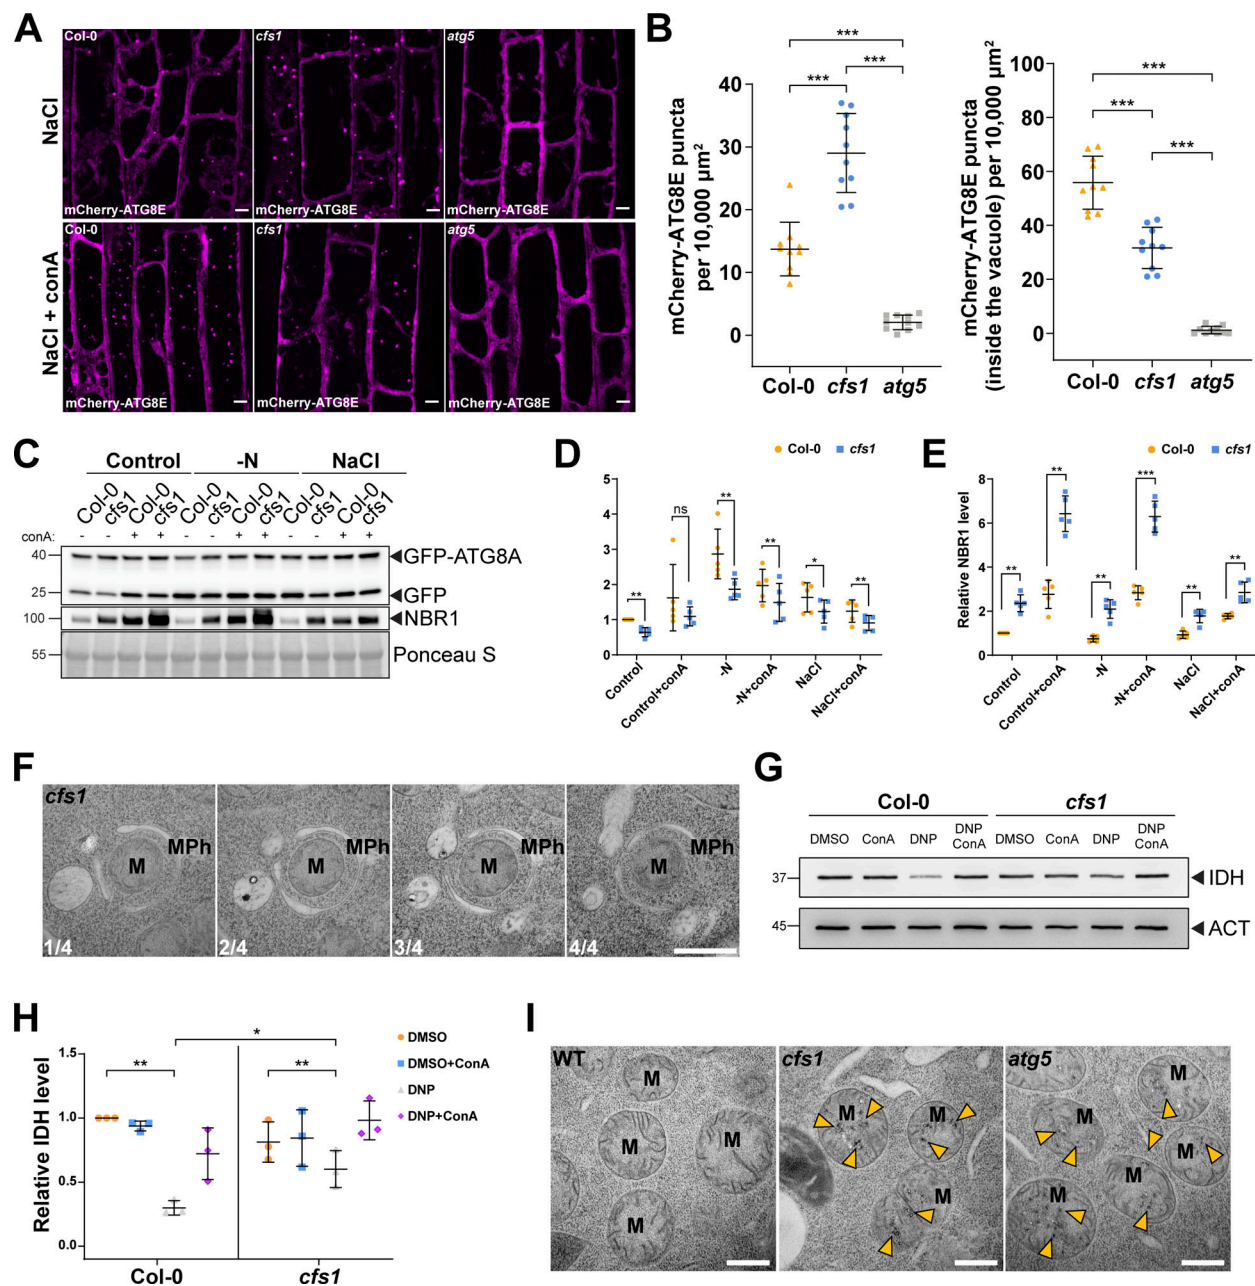 A
NaCl
NaCl + conA
Col-0
cfs1
atg5
mCherry-ATG8E
mCherry-ATG8E
mCherry-ATG8E
Col-0
cfs1
atg5
mCherry-ATG8E
mCherry-ATG8E
mCherry-ATG8E
B
mCherry-ATG8E puncta
per 10,000 μm²
40
30
20
10
0
***
***
***
Col-0
cfs1
atg5
mCherry-ATG8E puncta
(inside the vacuole) per 10,000 μm²
100
80
60
40
20
0
***
***
***
Col-0
cfs1
atg5
C
Control
-N
NaCl
Col-0
cfs1
Col-0
cfs1
Col-0
cfs1
Col-0
cfs1
Col-0
cfs1
Col-0
cfs1
conA: - - + + - - + + - - + +
40
GFP-ATG8A
25
GFP
100
NBR1
55
Ponceau S
D
Col-0
cfs1
5
4
3
2
1
0
**
ns
**
**
*
**
Control
Control+conA
-N
-N+conA
NaCl
NaCl+conA
E
Col-0
cfs1
Relative NBR1 level
8
6
4
2
0
**
**
**
***
**
**
Control
Control+conA
-N
-N+conA
NaCl
NaCl+conA
F
cfs1
M
MPh
1/4
M
MPh
2/4
M
MPh
3/4
M
MPh
4/4
G
Col-0
cfs1
DMSO
ConA
DNP
DNP
ConA
DMSO
ConA
DNP
DNP
ConA
37
IDH
45
ACT
H
Relative IDH level
1.5
1.0
0.5
0.0
*
**
**
Col-0
cfs1
DMSO
DMSO+ConA
DNP
DNP+ConA
I
WT
M
M
M
M
cfs1
M
M
M
atg5
M
M
M
M
M